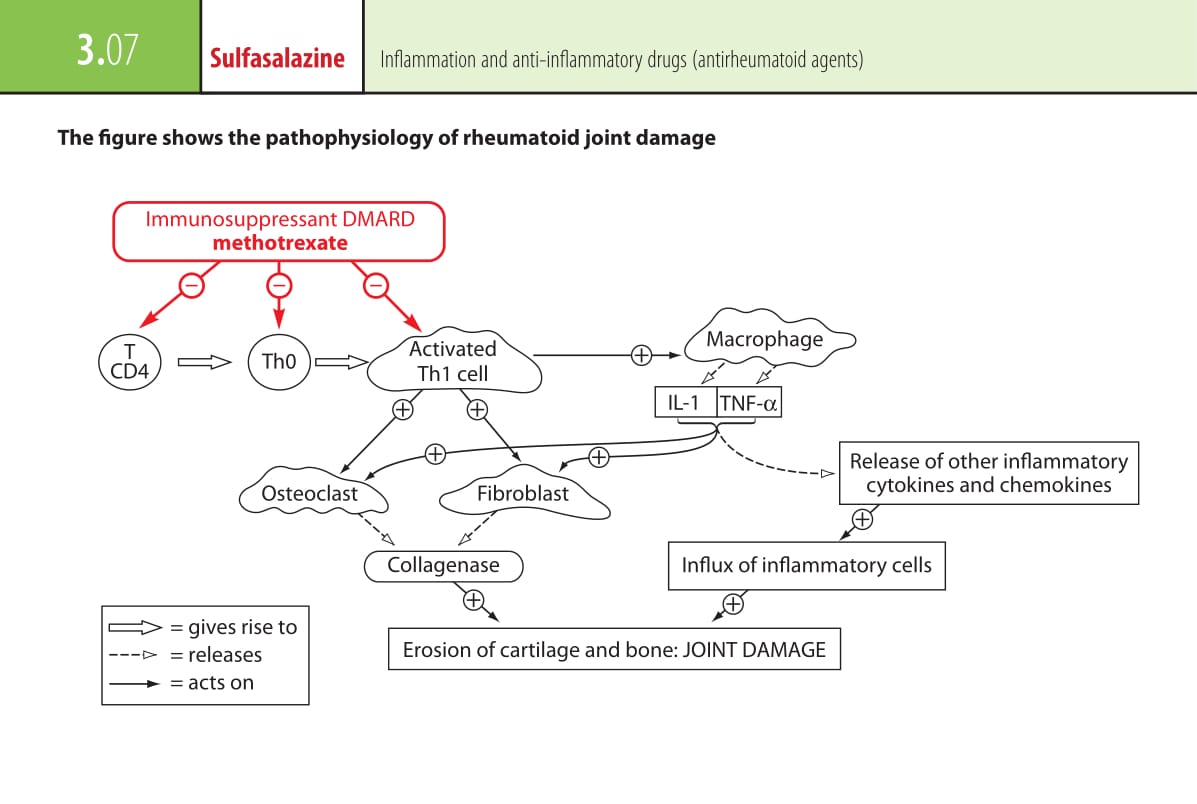 3.07
Sulfasalazine
Inflammation and anti-inflammatory drugs (antirheumatoid agents)
The figure shows the pathophysiology of rheumatoid joint damage
Immunosuppressant DMARD
methotrexate
−
−
−
T
CD4
Th0
Activated
Th1 cell
+
Macrophage
IL-1
TNF-α
+
+
+
+
Osteoclast
Fibroblast
Release of other inflammatory
cytokines and chemokines
+
Collagenase
Influx of inflammatory cells
+
+
Erosion of cartilage and bone: JOINT DAMAGE
= gives rise to
= releases
= acts on